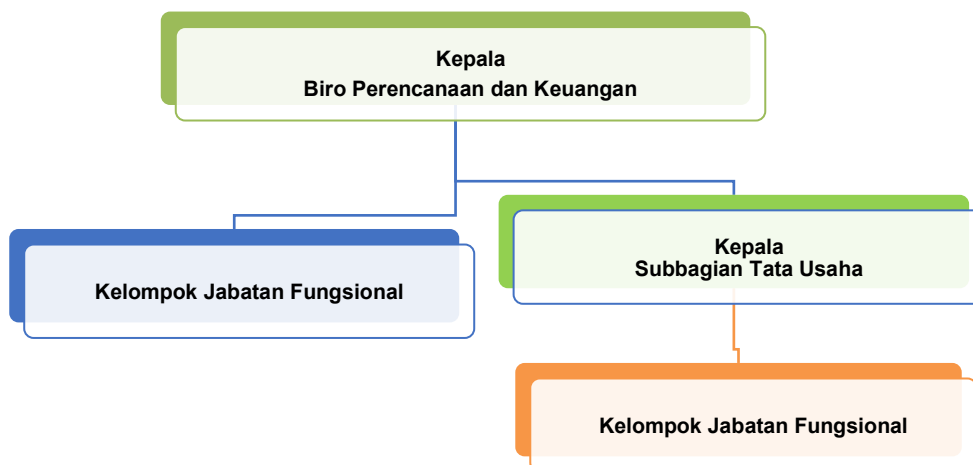 Kepala
Biro Perencanaan dan Keuangan
Kepala
Subbagian Tata Usaha
Kelompok Jabatan Fungsional
Kelompok Jabatan Fungsional